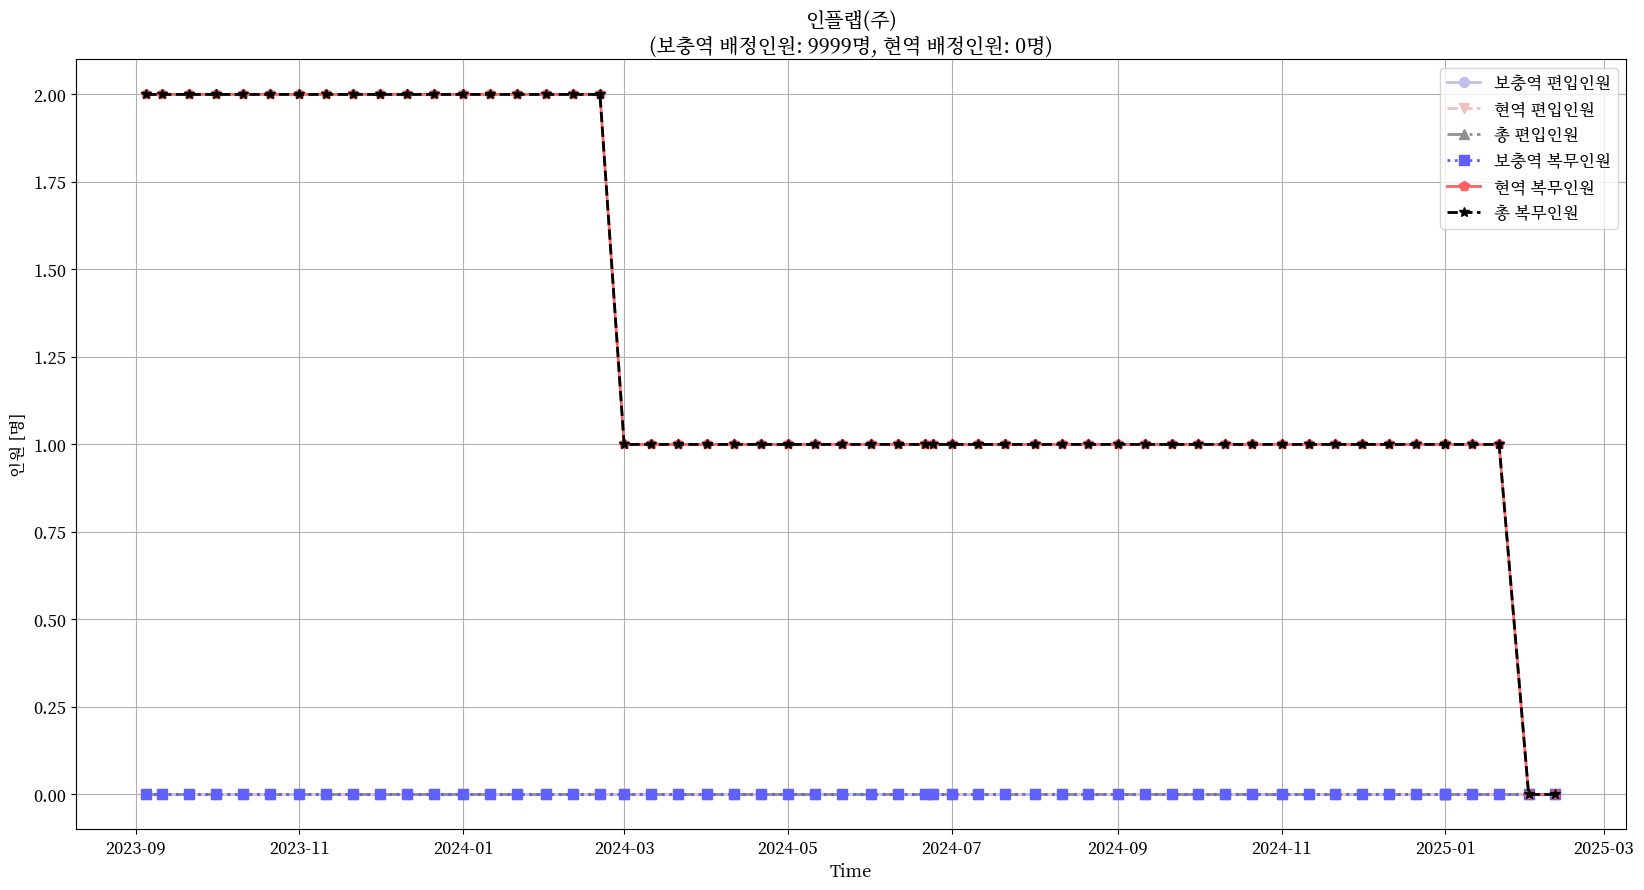 인플랩(주)
(보충역 배정인원: 9999명, 현역 배정인원: 0명)
보충역 편입인원
현역 편입인원
총 편입인원
보충역 복무인원
현역 복무인원
총 복무인원
2.00
1.75
1.50
1.25
1.00
0.75
0.50
0.25
0.00
인원 [명]
2023-09 2023-11 2024-01 2024-03 2024-05 2024-07 2024-09 2024-11 2025-01 2025-03
Time